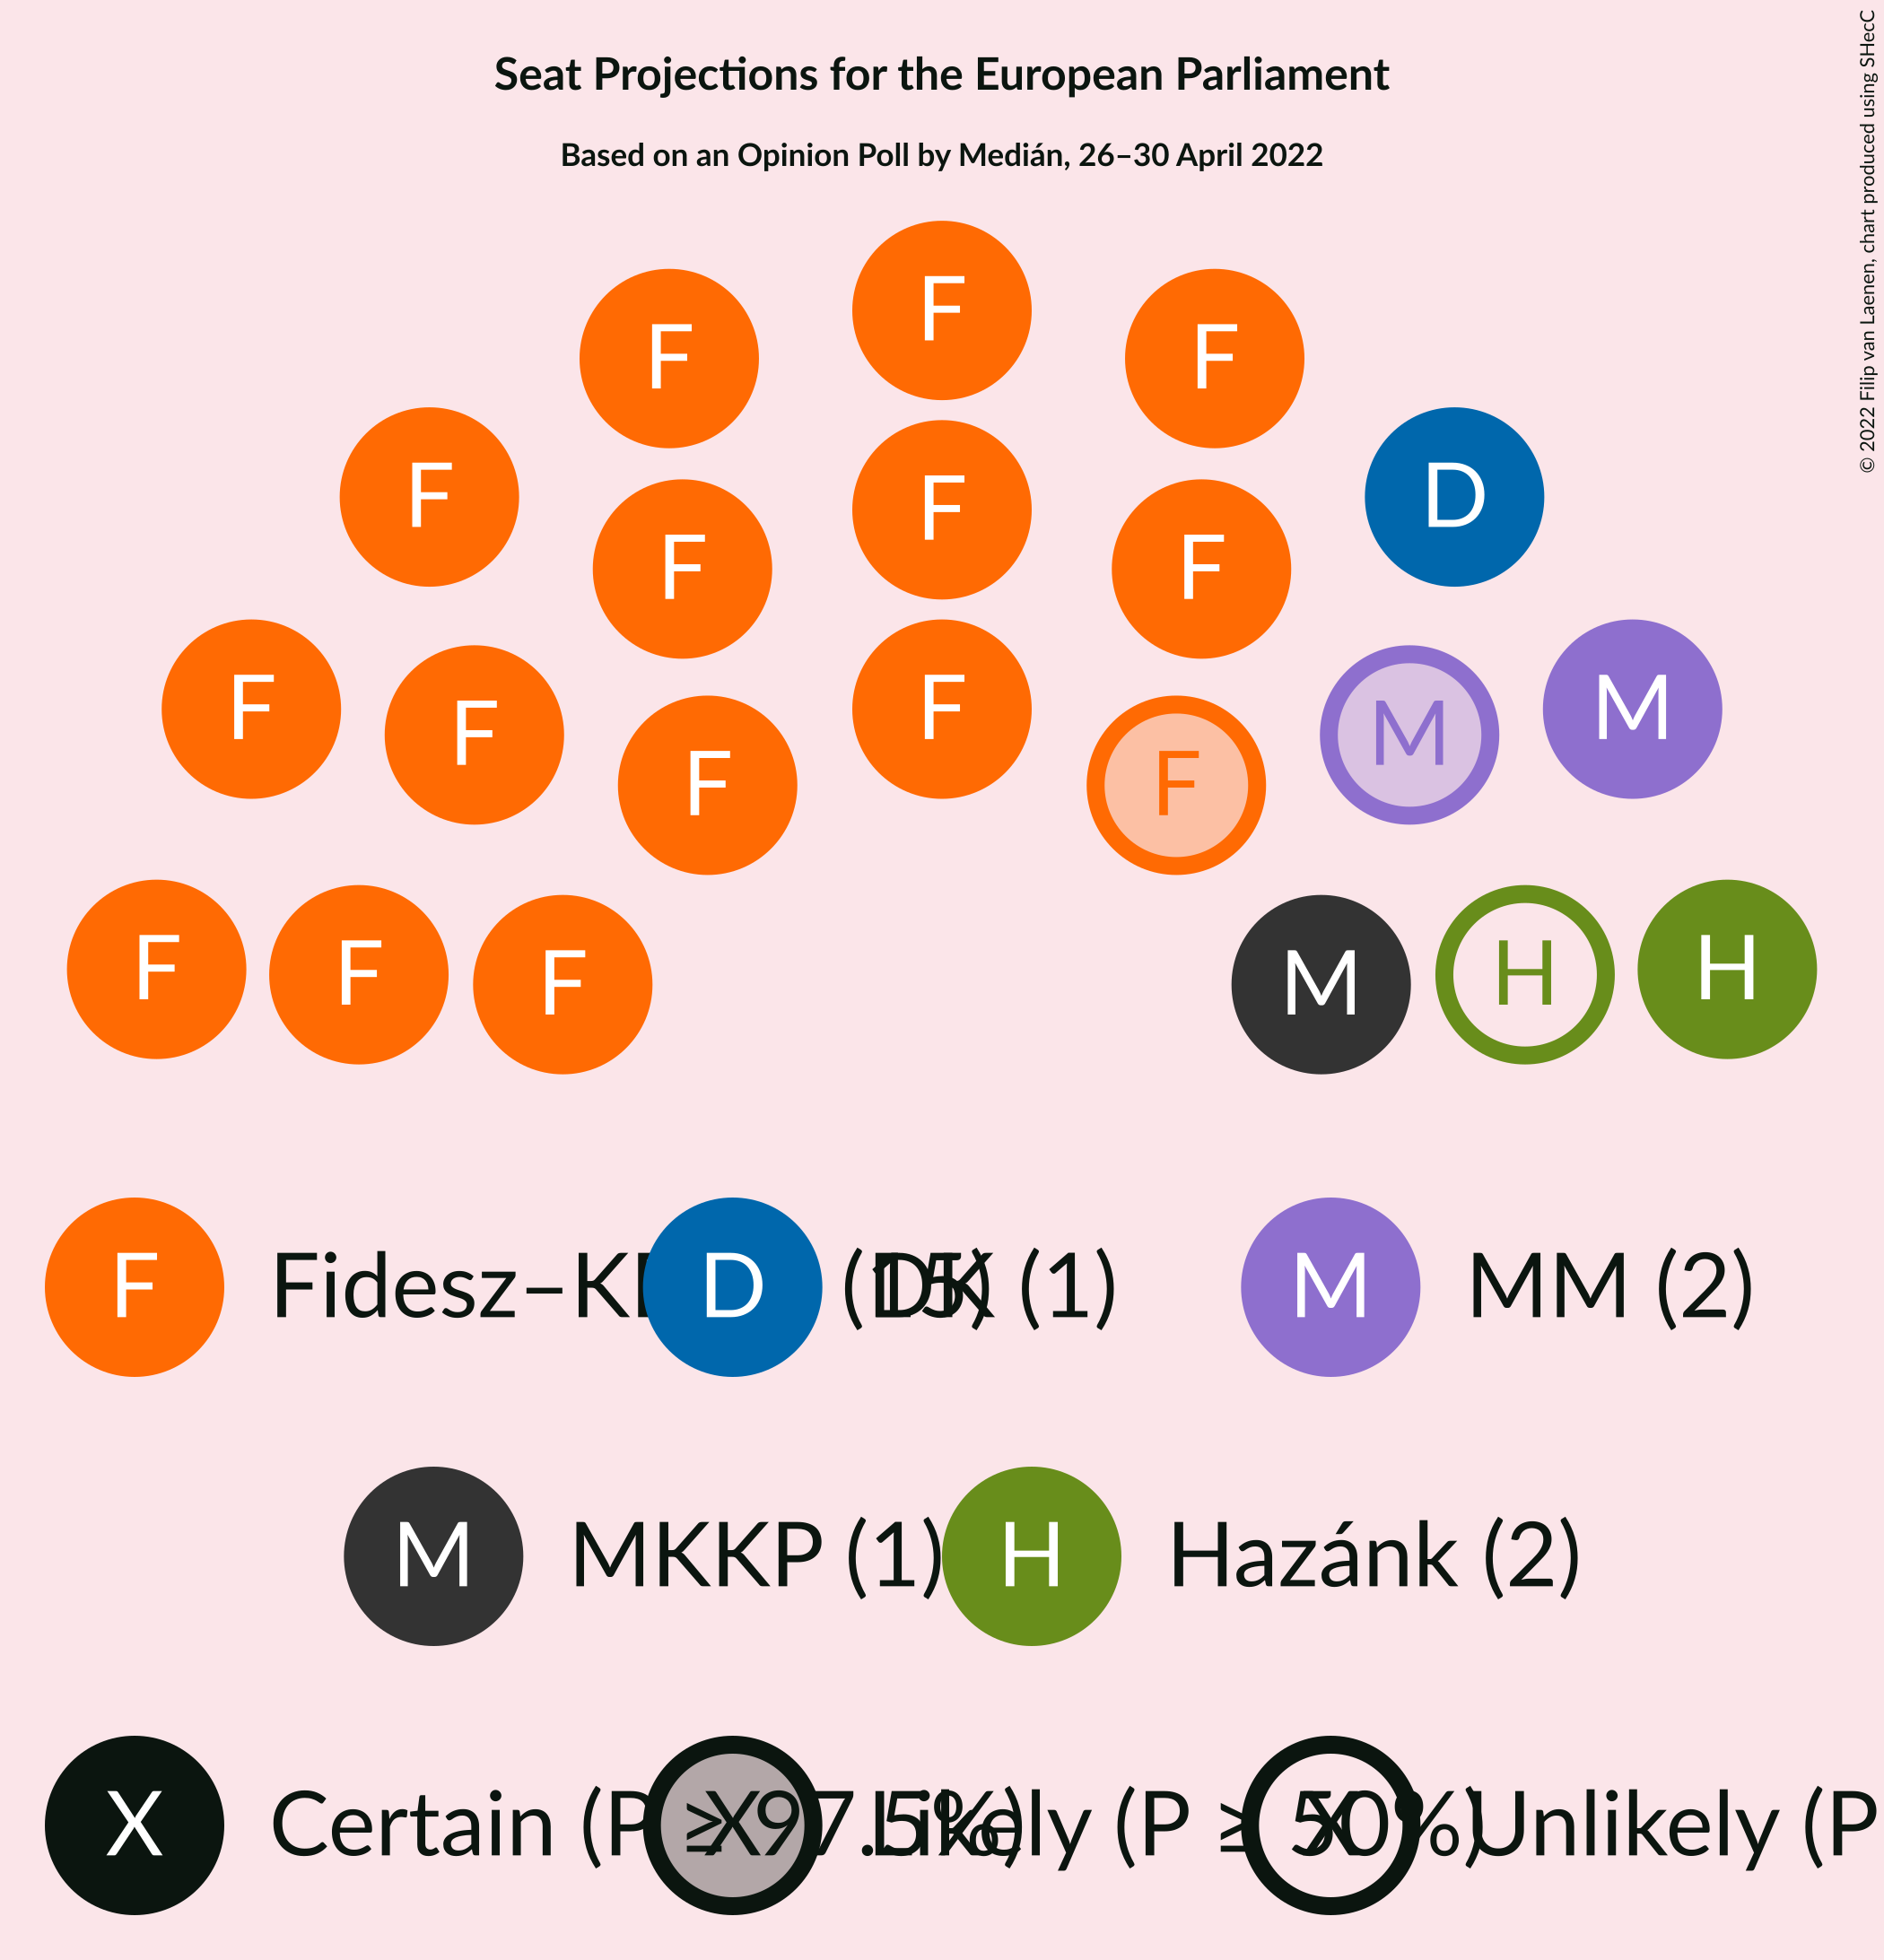 Seat Projections for the European Parliament
Based on an Opinion Poll by Medián, 26–30 April 2022
© 2022 Filip van Laenen, chart produced using SHecC
F
F
F
F
D
F
F
F
F
F
F
F
F
M
M
F
F
F
M
H
H
F Fidesz–K (15)
D DK (1)
M MM (2)
M MKKP (1)
H Hazánk (2)
X Certain (P ≥ 97.5%)
X Likely (P ≥ 50%)
X Unlikely (P